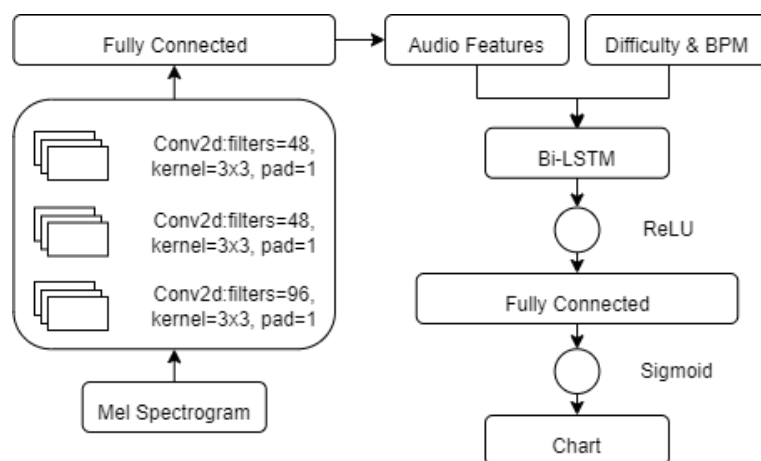 Fully Connected
Audio Features
Difficulty & BPM
Conv2d:filters=48,
kernel=3x3, pad=1
Conv2d:filters=48,
kernel=3x3, pad=1
Conv2d:filters=96,
kernel=3x3, pad=1
Mel Spectrogram
Bi-LSTM
ReLU
Fully Connected
Sigmoid
Chart